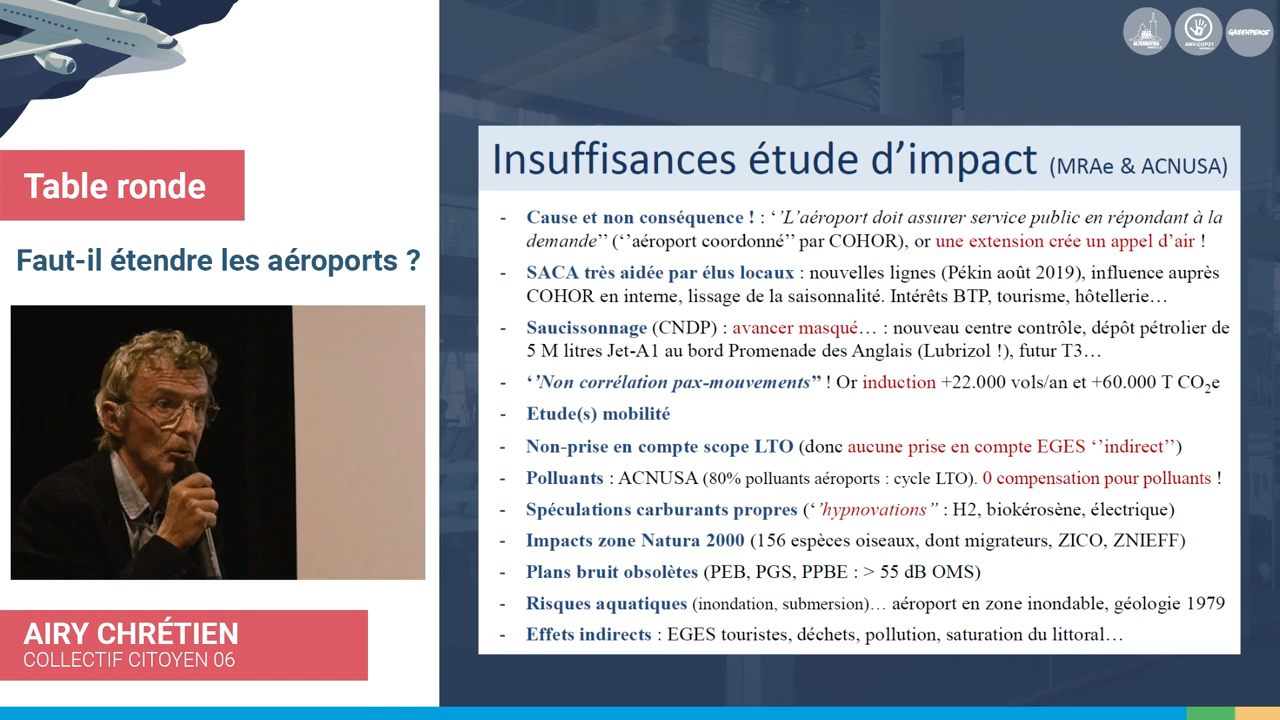 ALTERNATIBA
ANV-COP21
GREENPEACE
Table ronde
Faut-il étendre les aéroports ?
AIRY CHRÉTIEN
COLLECTIF CITOYEN 06
Insuffisances étude d’impact (MRAe & ACNUSA)
- Cause et non conséquence ! : ‘’L’aéroport doit assurer service public en répondant à la
demande’’ (‘’aéroport coordonné’’ par COHOR), or une extension crée un appel d’air !
- SACA très aidée par élus locaux : nouvelles lignes (Pékin août 2019), influence auprès
COHOR en interne, lissage de la saisonnalité. Intérêts BTP, tourisme, hôtellerie…
- Saucissonnage (CNDP) : avancer masqué… : nouveau centre contrôle, dépôt pétrolier de
5 M litres Jet-A1 au bord Promenade des Anglais (Lubrizol !), futur T3…
- ‘’Non corrélation pax-mouvements’’ ! Or induction +22.000 vols/an et +60.000 T CO₂e
- Etude(s) mobilité
- Non-prise en compte scope LTO (donc aucune prise en compte EGES ‘’indirect’’)
- Polluants : ACNUSA (80% polluants aéroports : cycle LTO). 0 compensation pour polluants !
- Spéculations carburants propres (‘’hypnovations’’ : H2, biokérosène, électrique)
- Impacts zone Natura 2000 (156 espèces oiseaux, dont migrateurs, ZICO, ZNIEFF)
- Plans bruit obsolètes (PEB, PGS, PPBE : > 55 dB OMS)
- Risques aquatiques (inondation, submersion)… aéroport en zone inondable, géologie 1979
- Effets indirects : EGES touristes, déchets, pollution, saturation du littoral…